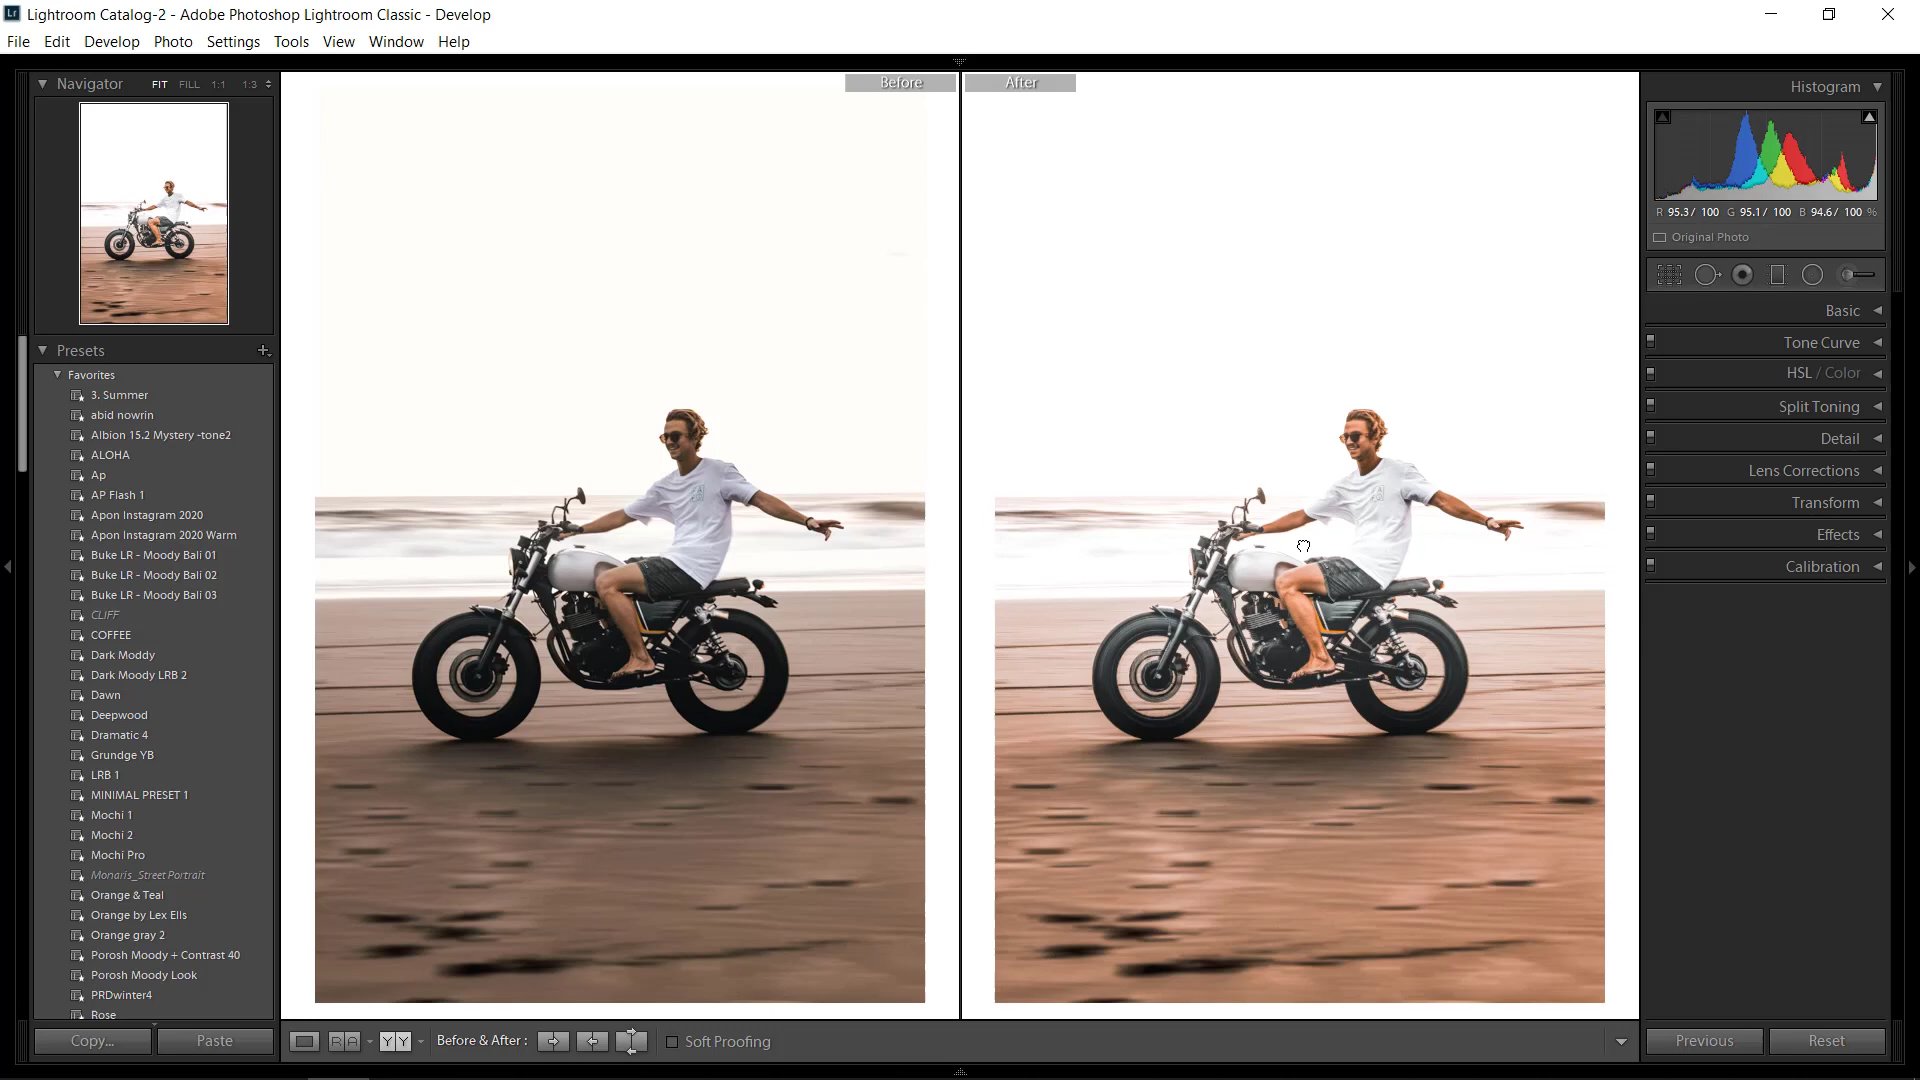 Lr Lightroom Catalog-2 - Adobe Photoshop Lightroom Classic - Develop
File Edit Develop Photo Settings Tools View Window Help
Navigator FIT FILL 1:1 1:3
Presets
Favorites
3. Summer
abid nowrin
Albion 15.2 Mystery -tone2
ALOHA
Ap
AP Flash 1
Apon Instagram 2020
Apon Instagram 2020 Warm
Buke LR - Moody Bali 01
Buke LR - Moody Bali 02
Buke LR - Moody Bali 03
CLIFF
COFFEE
Dark Moddy
Dark Moody LRB 2
Dawn
Deepwood
Dramatic 4
Grundge YB
LRB 1
MINIMAL PRESET 1
Mochi 1
Mochi 2
Mochi Pro
Monaris_Street Portrait
Orange & Teal
Orange by Lex Ells
Orange gray 2
Porosh Moody + Contrast 40
Porosh Moody Look
PRDwinter4
Rose
Copy... Paste
Before After
R A Y Y Before & After : Soft Proofing
Histogram
R 95.3 / 100 G 95.1 / 100 B 94.6 / 100 %
Original Photo
Basic
Tone Curve
HSL / Color
Split Toning
Detail
Lens Corrections
Transform
Effects
Calibration
Previous Reset